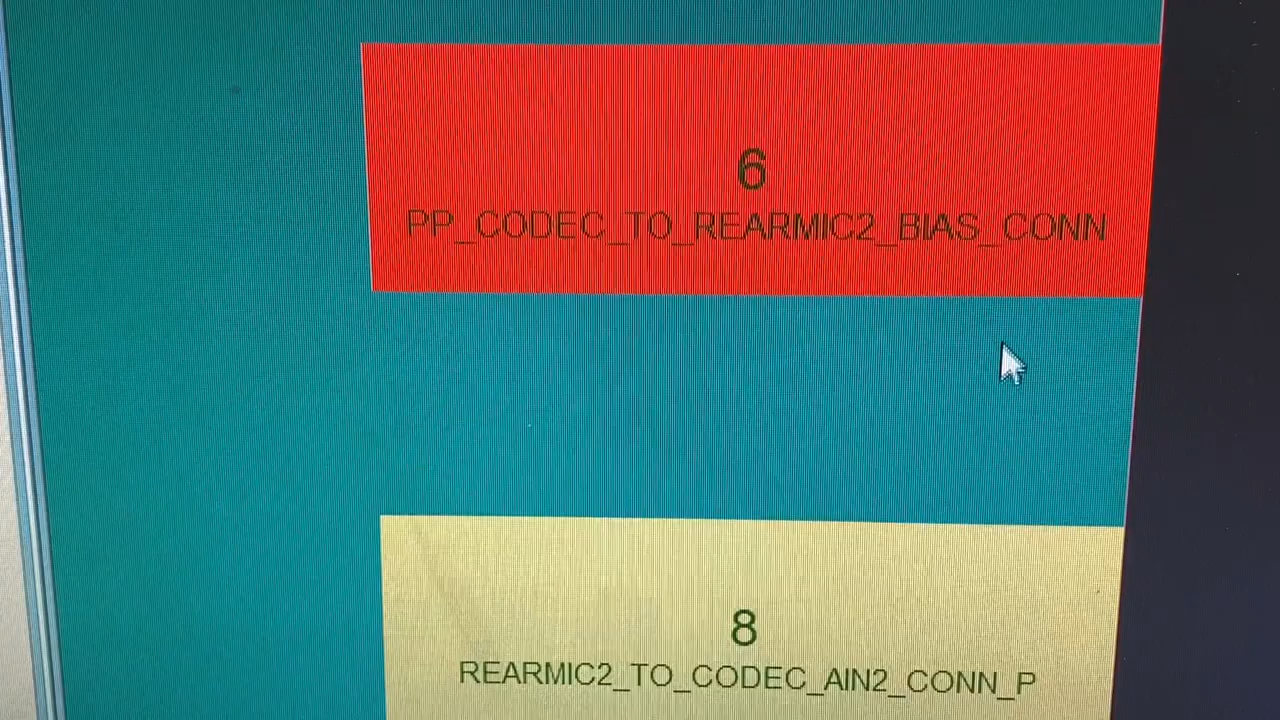 6
PP_CODEC_TO_REARMIC2_BIAS_CONN
8
REARMIC2_TO_CODEC_AIN2_CONN_P